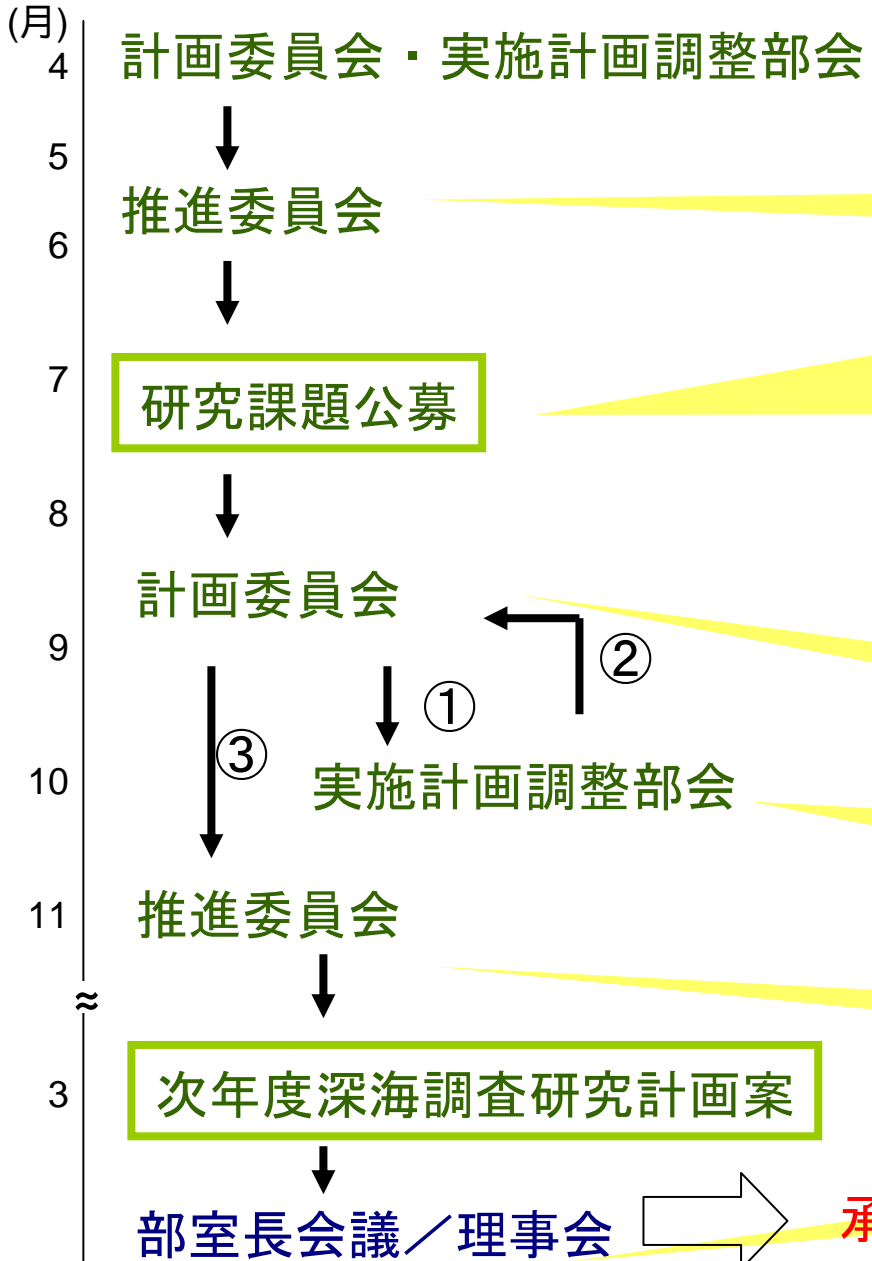 (月)
4 計画委員会・実施計画調整部会
5
推進委員会
6
7 研究課題公募
8
計画委員会
9 ②
①
③
10 実施計画調整部会
11 推進委員会
≈
3 次年度深海調査研究計画案
部室長会議/理事会